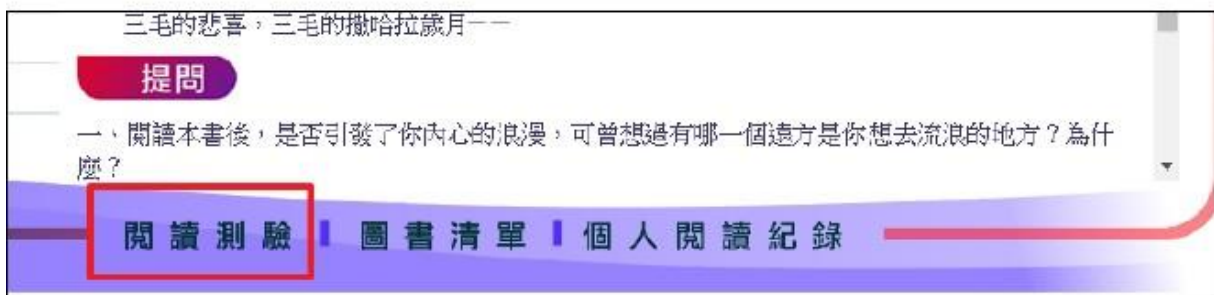 三毛的悲喜，三毛的撒哈拉歲月——
提問
一、閱讀本書後，是否引發了你內心的浪漫，可曾想過有哪一個遠方是你想去流浪的地方？為什
麼？
閱讀測驗 圖書清單 個人閱讀紀錄